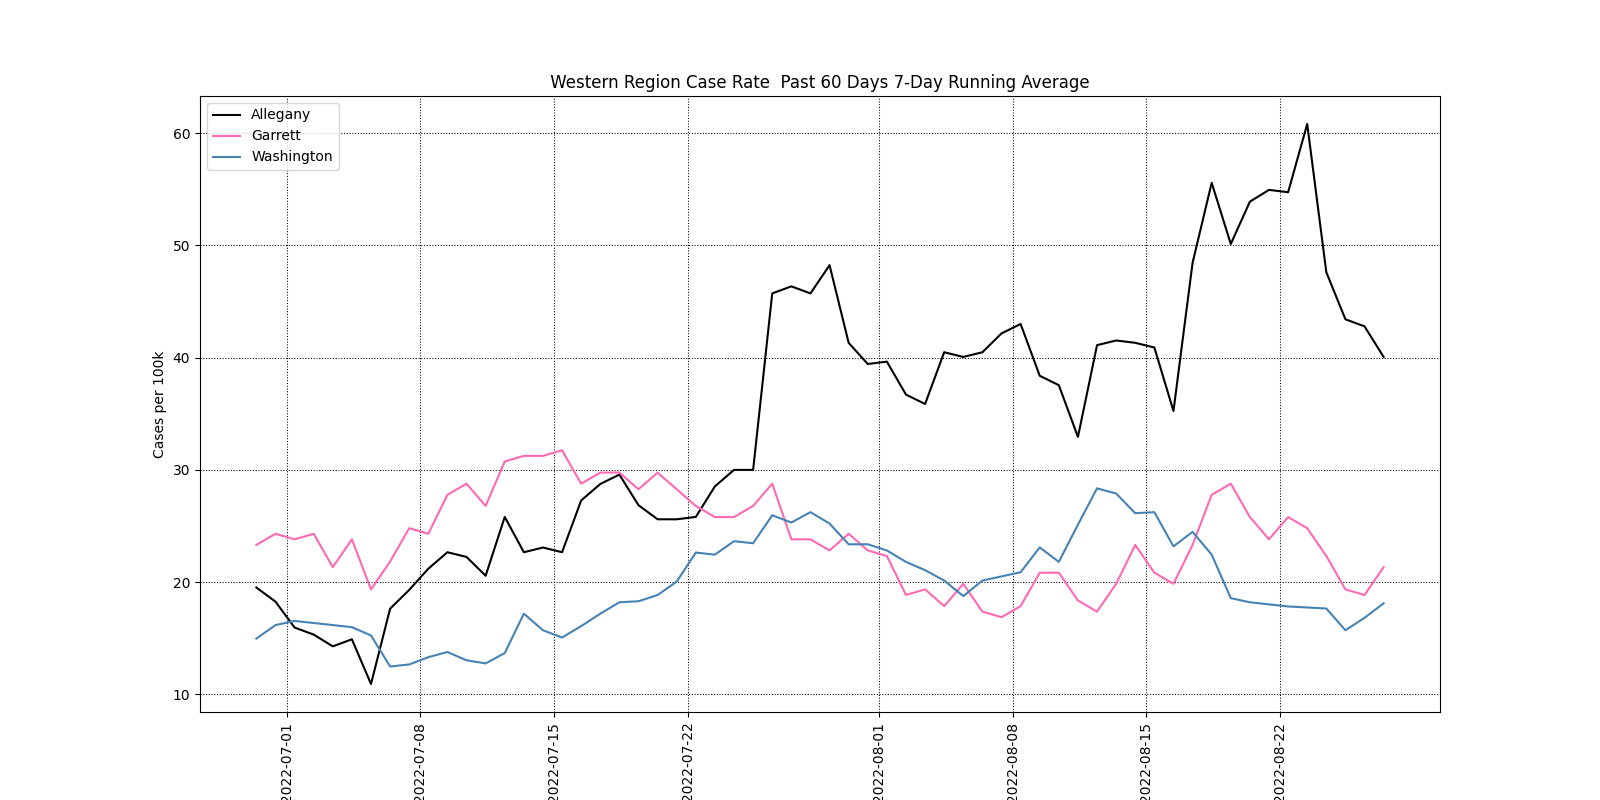 Western Region Case Rate  Past 60 Days 7-Day Running Average
Allegany
Garrett
Washington
Cases per 100k
60
50
40
30
20
10
2022-07-01
2022-07-08
2022-07-15
2022-07-22
2022-08-01
2022-08-08
2022-08-15
2022-08-22